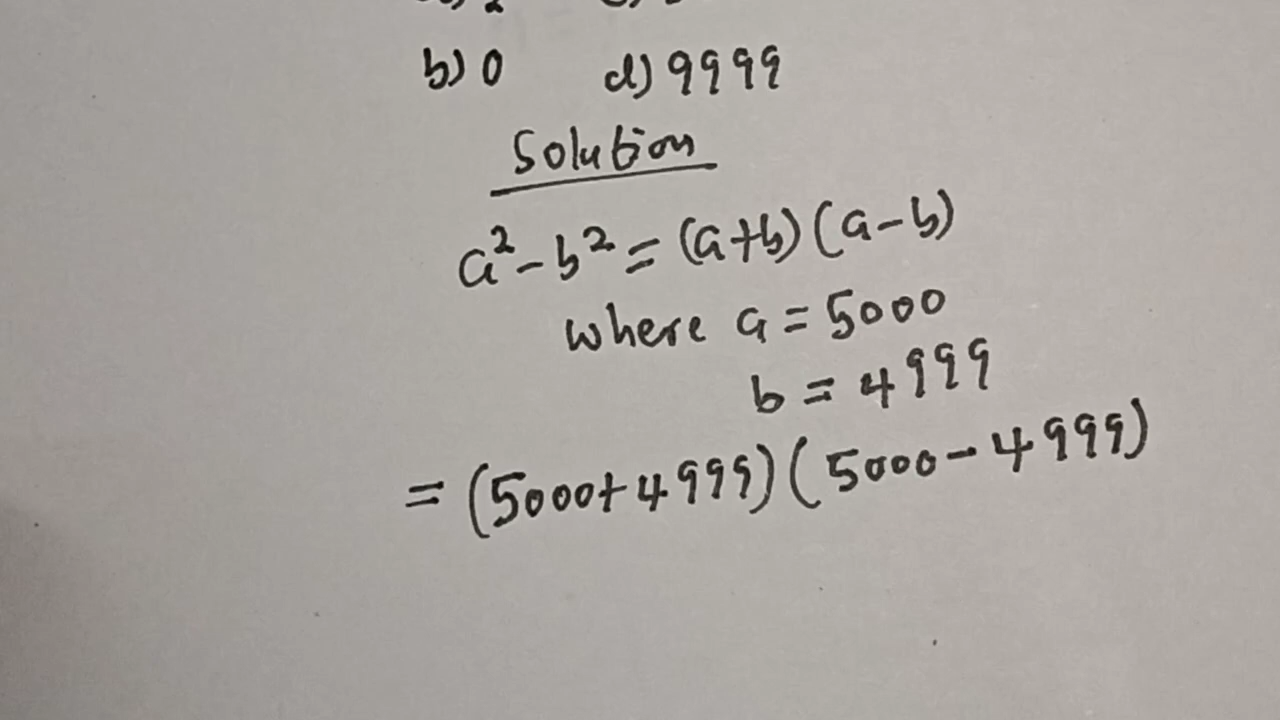 b) 0 d) 9999
Solution
a² - b² = (a+b) (a-b)
where a = 5000
b = 4999
= (5000 + 4999) (5000 - 4999)